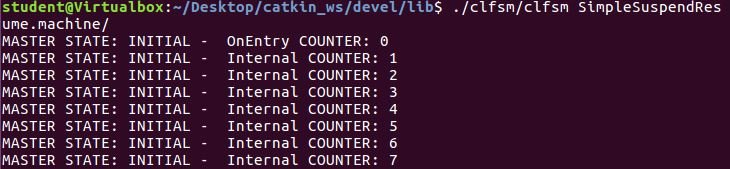 student@Virtualbox:~/Desktop/catkin_ws/devel/lib$ ./clfsm/clfsm SimpleSuspendRes
ume.machine/
MASTER STATE: INITIAL -  OnEntry COUNTER: 0
MASTER STATE: INITIAL -  Internal COUNTER: 1
MASTER STATE: INITIAL -  Internal COUNTER: 2
MASTER STATE: INITIAL -  Internal COUNTER: 3
MASTER STATE: INITIAL -  Internal COUNTER: 4
MASTER STATE: INITIAL -  Internal COUNTER: 5
MASTER STATE: INITIAL -  Internal COUNTER: 6
MASTER STATE: INITIAL -  Internal COUNTER: 7